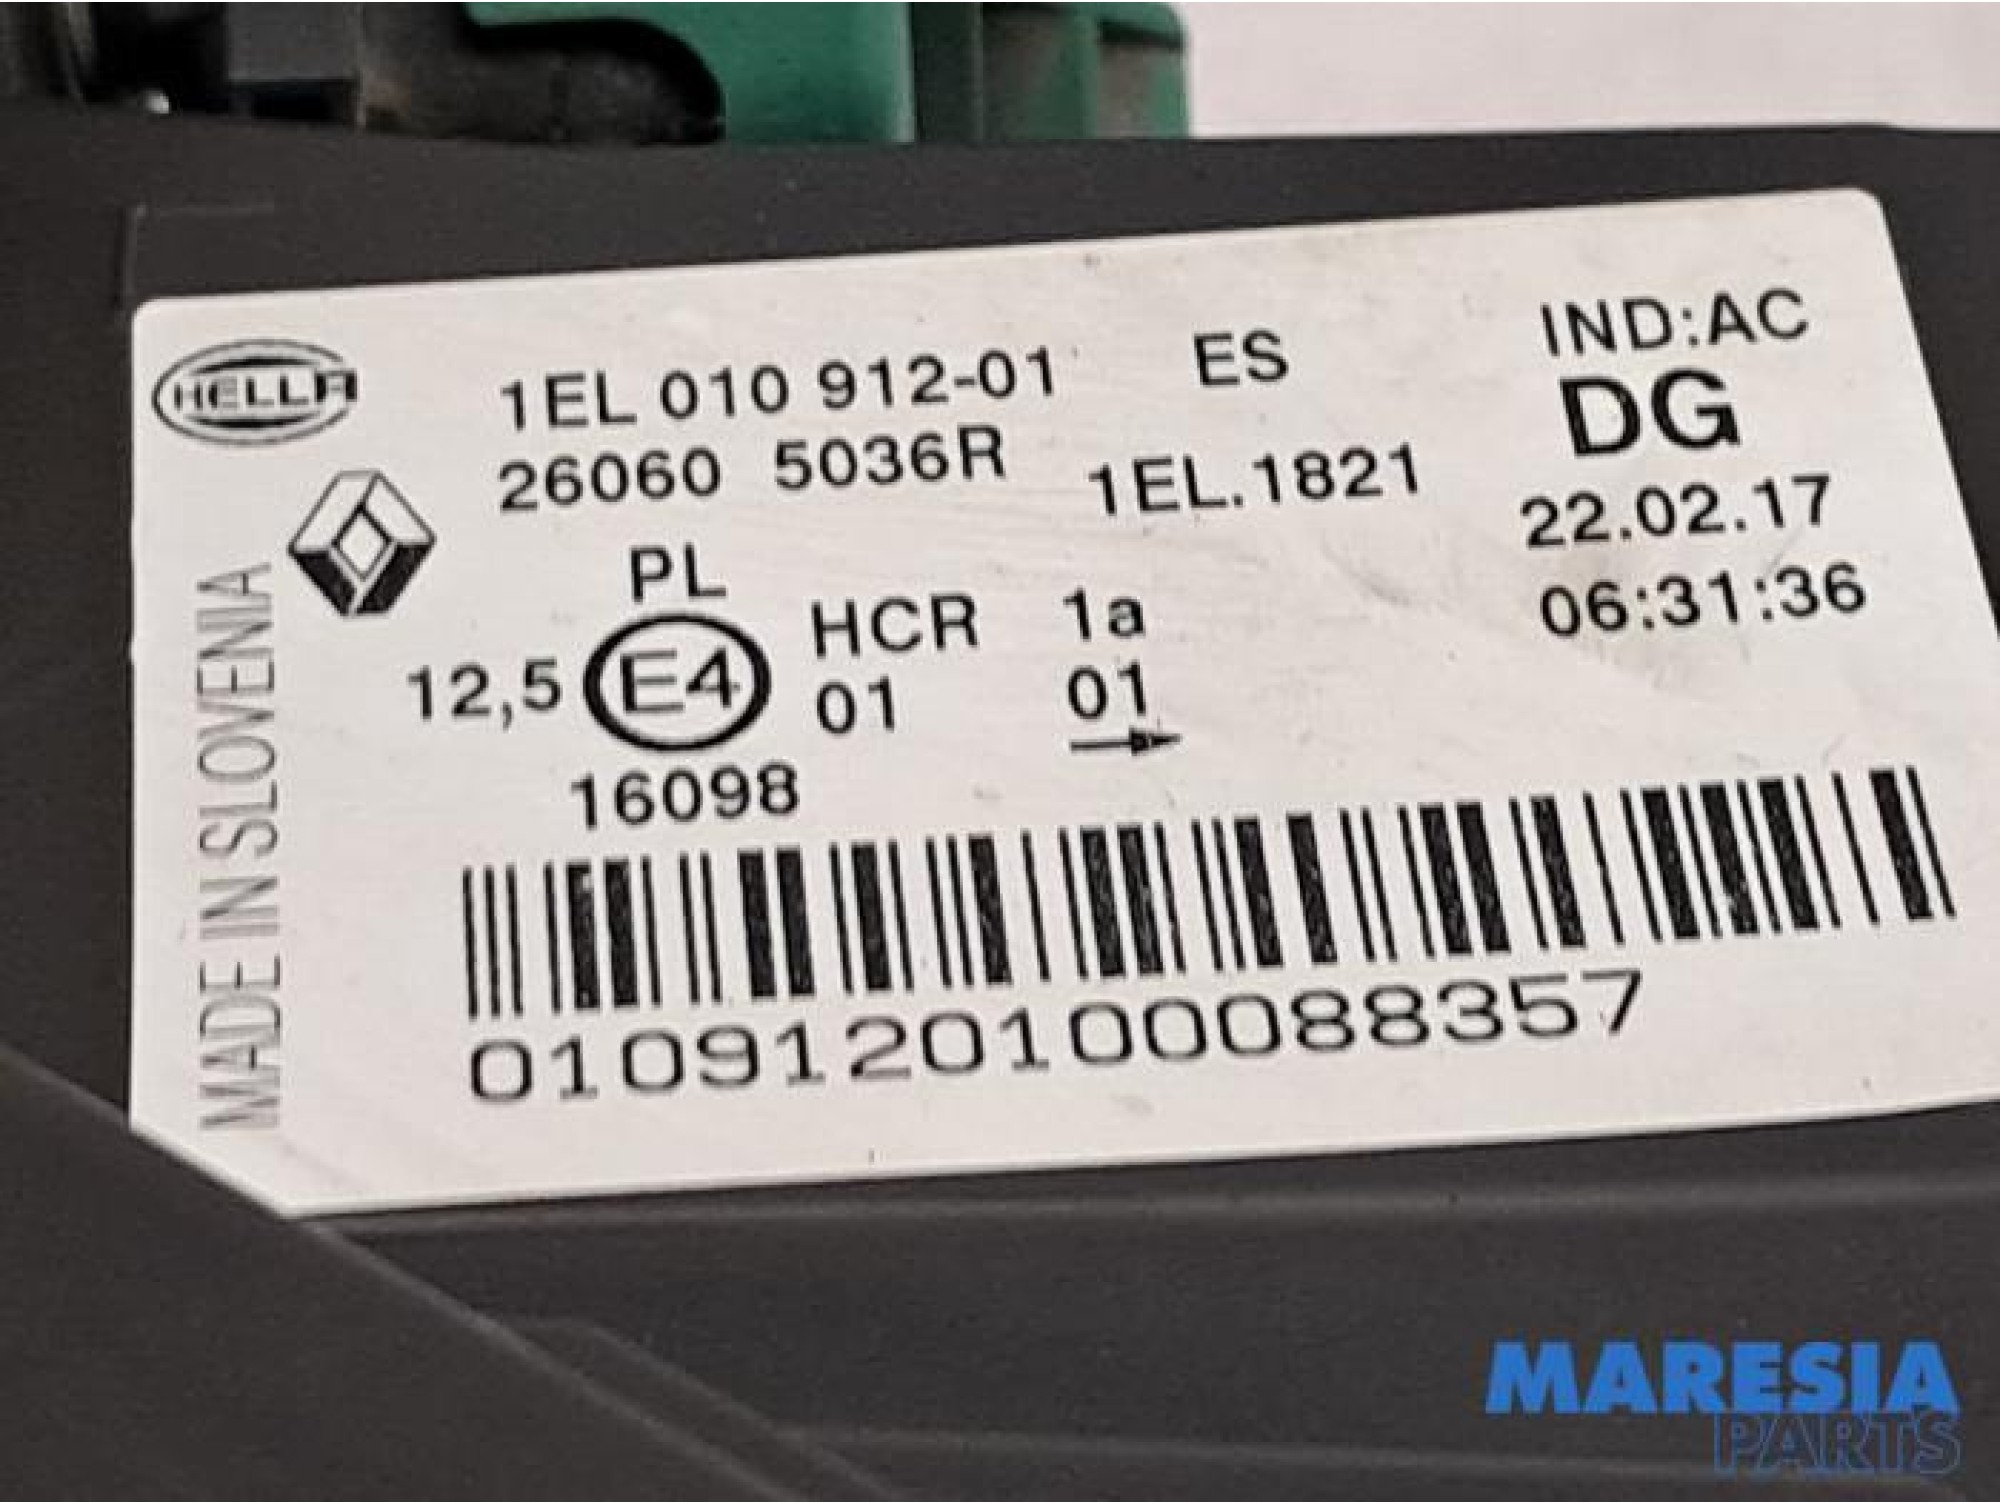 HELLA
1EL 010 912-01 ES IND:AC
26060 5036R 1EL.1821 DG
22.02.17
PL HCR 1a 06:31:36
12,5 E4 01 01
16098
MADE IN SLOVENIA
0109120100088357
MARESIA
PARTS